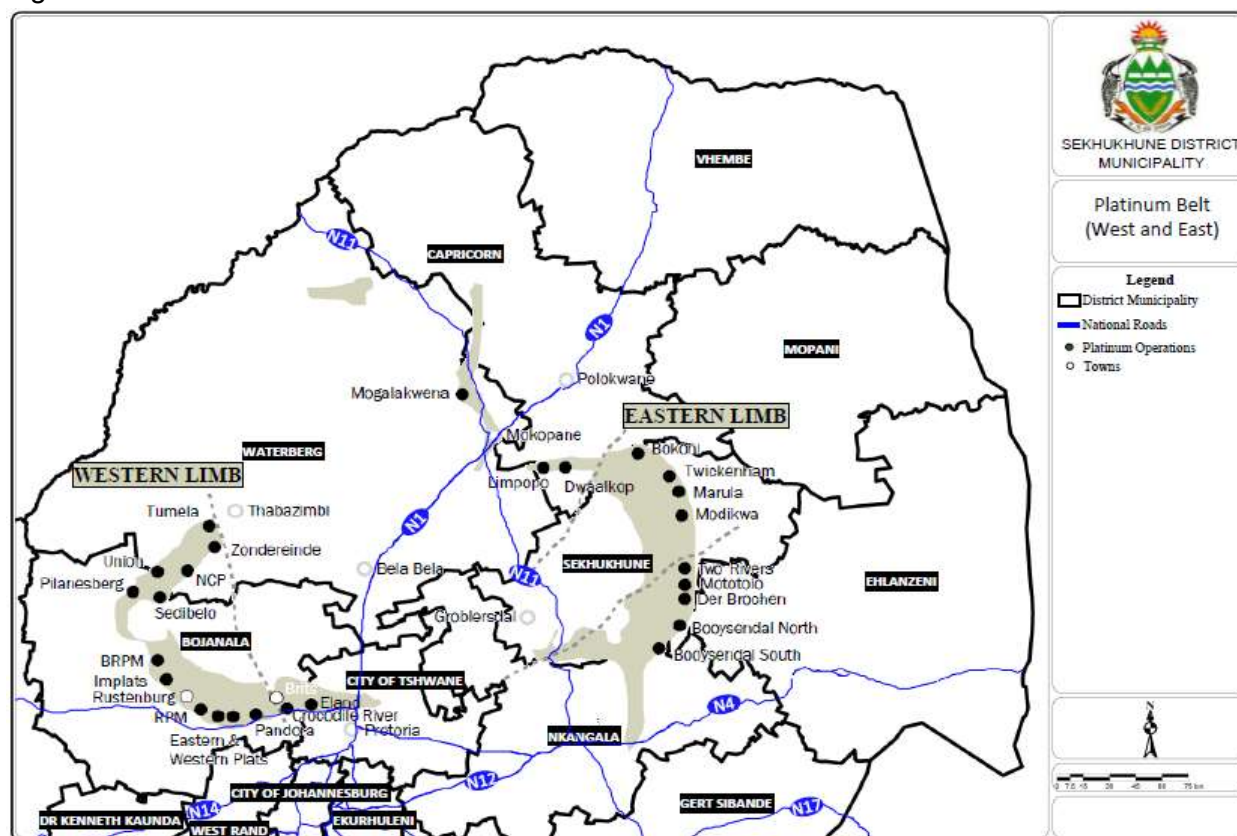 SEKHUKHUNE DISTRICT
MUNICIPALITY
Platinum Belt
(West and East)
Legend
District Municipality
National Roads
Platinum Operations
Towns
N
VHEMBE
N11
CAPRICORN
N1
MOPANI
Mogalakwena
Polokwane
EASTERN LIMB
Mokopane
WATERBERG
Bokoni
WESTERN LIMB
Limpopo
Dwaalkop
Twickenham
Marula
Modikwa
Tumela
Thabazimbi
N1
Zondereinde
Union
NCP
Bela Bela
N11
SEKHUKHUNE
Two Rivers
Mototolo
Der Brochen
EHLANZENI
Pilanesberg
Sedibelo
Groblersdal
BOJANALA
Booysendal North
Booysendal South
BRPM
Implats
Rustenburg
CITY OF TSHWANE
Brits
Eland
RPM
Crocodile River
Pandora
Pretoria
N4
NKANGALA
Eastern &
Western Plats
N12
CITY OF JOHANNESBURG
GERT SIBANDE
N14
N17
DR KENNETH KAUNDA
WEST RAND
EKURHULENI